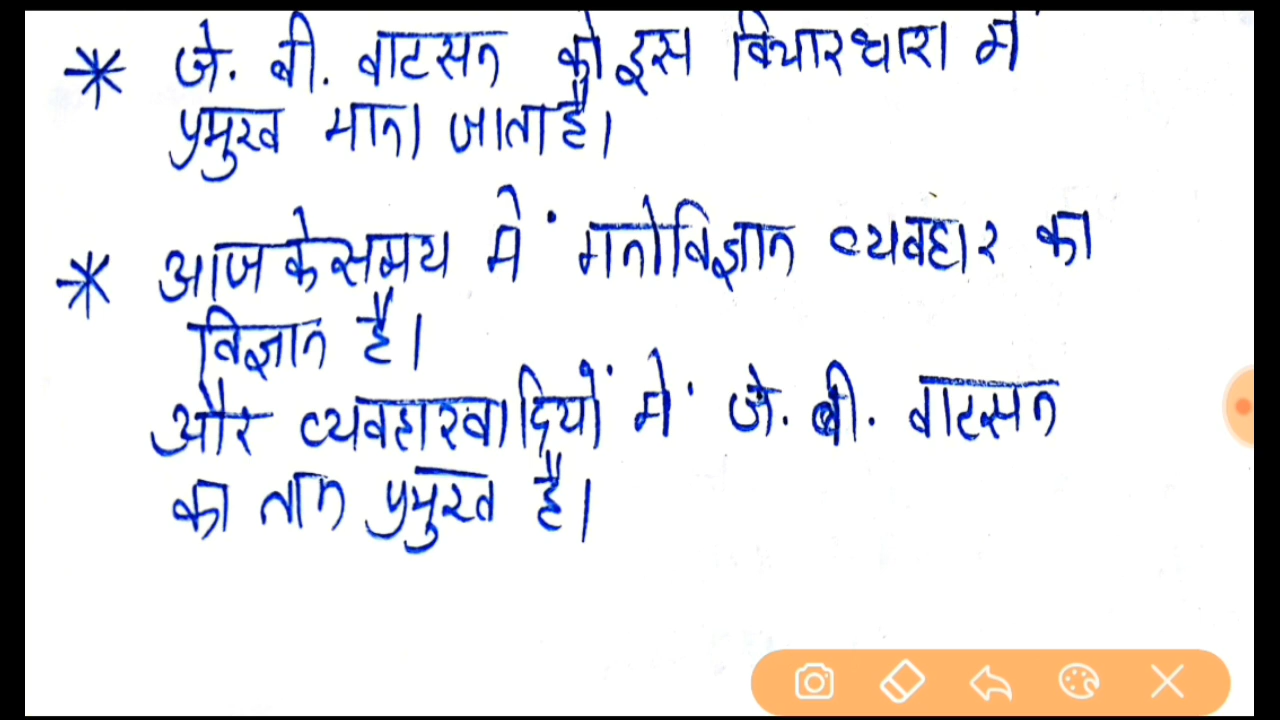 * जे. बी. वाटसन को इस विचारधारा में
प्रमुख माना जाता है।
* आज के समय में मनोविज्ञान व्यवहार का
विज्ञान है।
और व्यवहारवादियों में जे. बी. वाटसन
का नाम प्रमुख है।